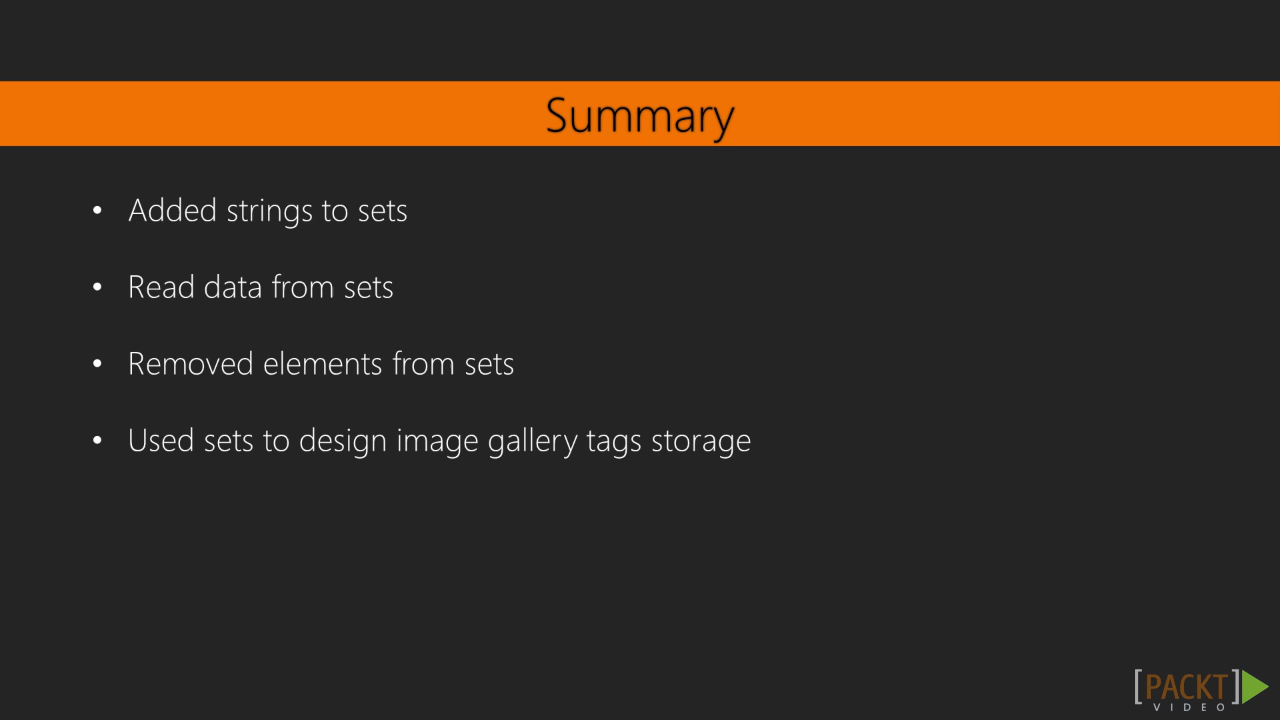 Summary
• Added strings to sets
• Read data from sets
• Removed elements from sets
• Used sets to design image gallery tags storage
[PACKT]
VIDEO